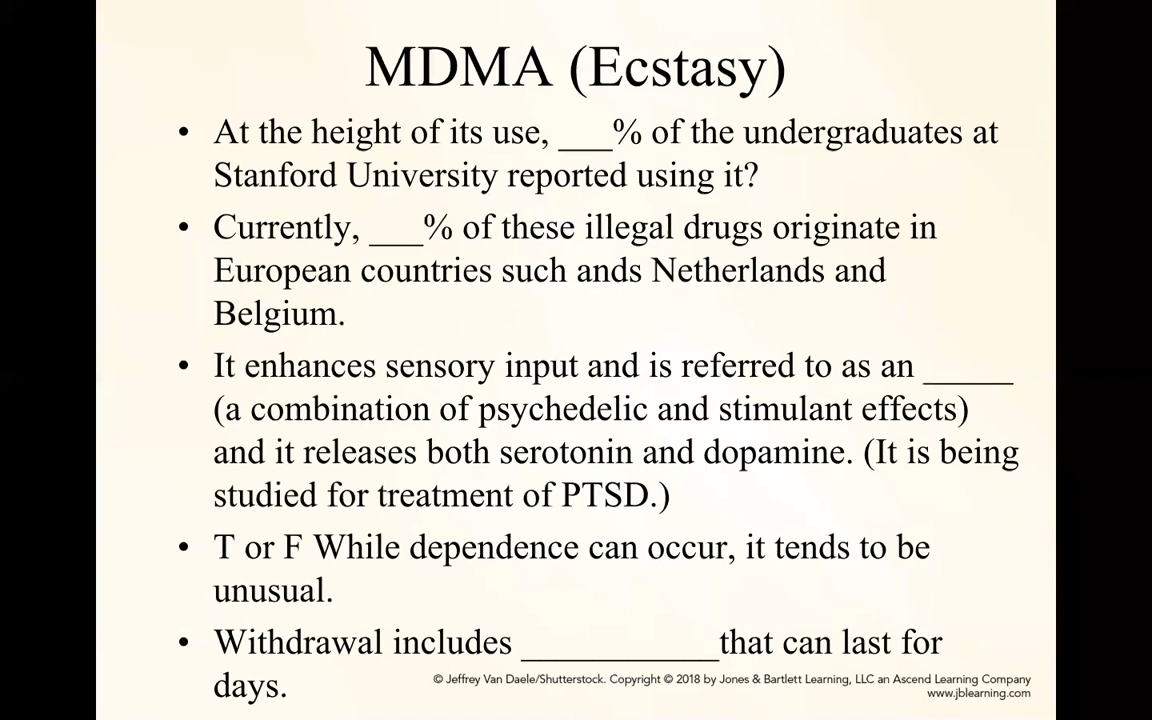 MDMA (Ecstasy)
• At the height of its use, ___% of the undergraduates at
Stanford University reported using it?
• Currently, ___% of these illegal drugs originate in
European countries such ands Netherlands and
Belgium.
• It enhances sensory input and is referred to as an _____
(a combination of psychedelic and stimulant effects)
and it releases both serotonin and dopamine. (It is being
studied for treatment of PTSD.)
• T or F While dependence can occur, it tends to be
unusual.
• Withdrawal includes ___________that can last for
days.
© Jeffrey Van Daele/Shutterstock. Copyright © 2018 by Jones & Bartlett Learning, LLC an Ascend Learning Company
www.jblearning.com